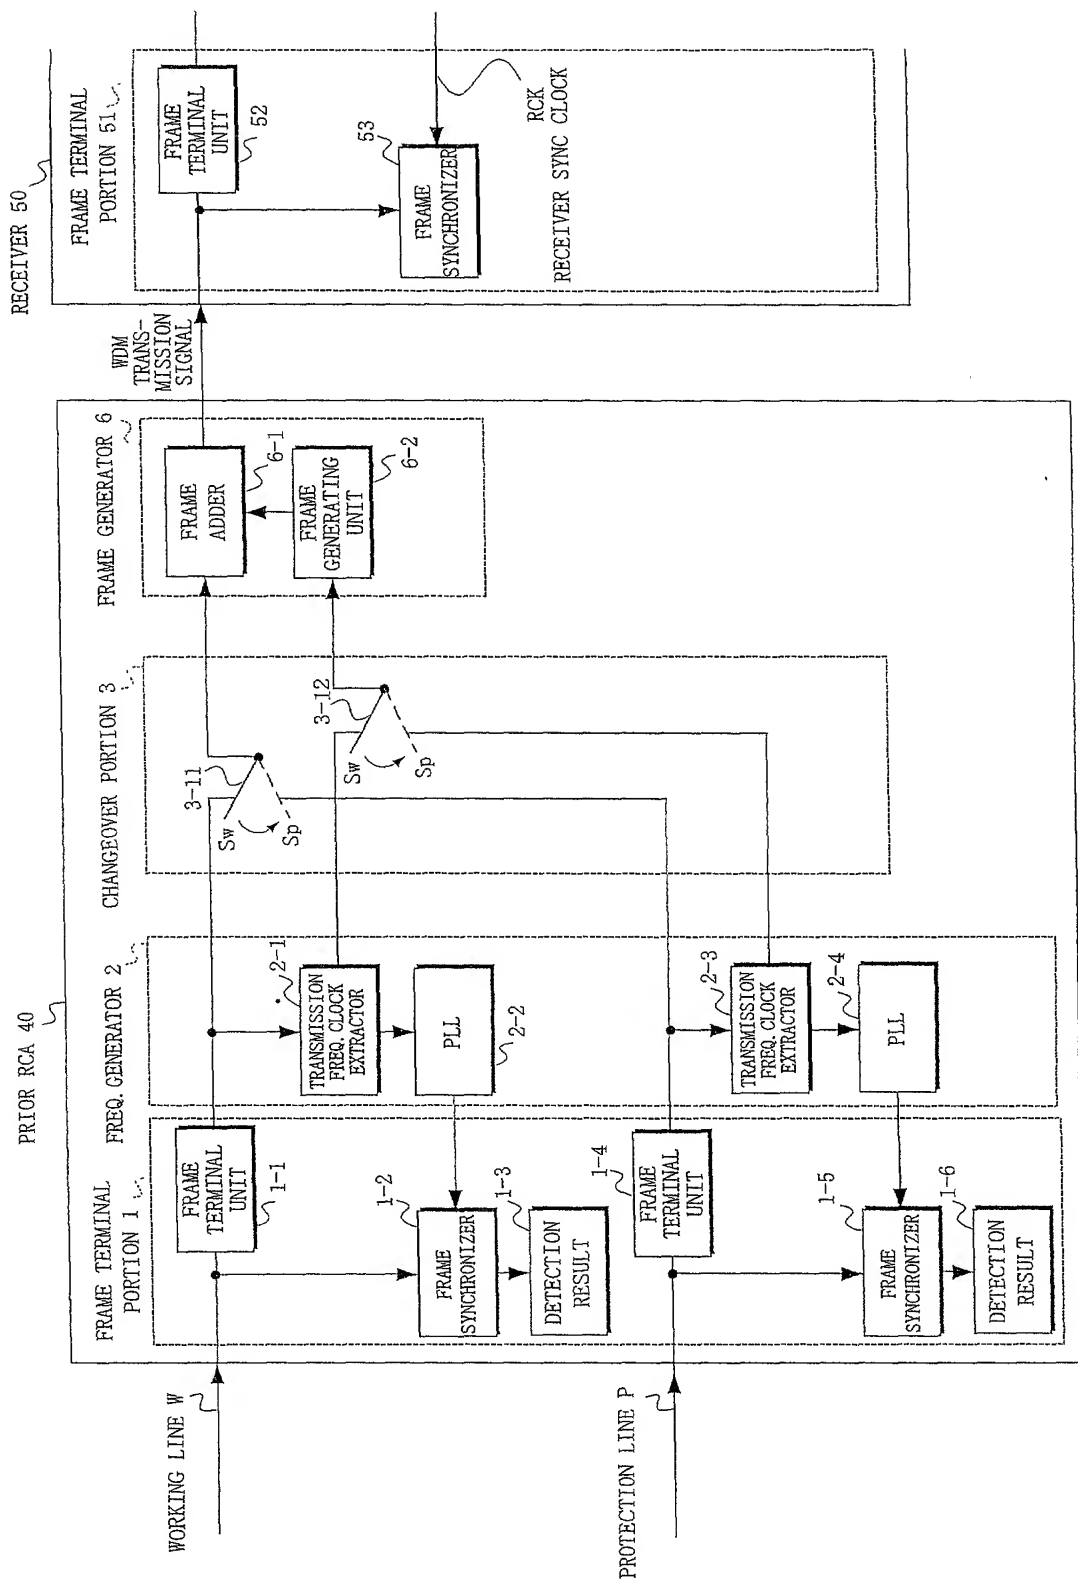 PRIOR RCA 40
RECEIVER 50
FRAME TERMINAL
PORTION 1
FREQ. GENERATOR 2
CHANGEOVER PORTION 3
FRAME GENERATOR 6
FRAME TERMINAL
PORTION 51
WORKING LINE W
FRAME
TERMINAL
UNIT
1-1
FRAME
SYNCHRONIZER
1-2
DETECTION
RESULT
1-3
TRANSMISSION
FREQ. CLOCK
EXTRACTOR
2-1
PLL
2-2
3-11
Sw
Sp
3-12
Sw
Sp
FRAME
ADDER
6-1
FRAME
GENERATING
UNIT
6-2
WDM
TRANS-
MISSION
SIGNAL
FRAME
TERMINAL
UNIT
52
FRAME
SYNCHRONIZER
53
RCK
RECEIVER SYNC CLOCK
PROTECTION LINE P
FRAME
TERMINAL
UNIT
1-4
FRAME
SYNCHRONIZER
1-5
DETECTION
RESULT
1-6
TRANSMISSION
FREQ. CLOCK
EXTRACTOR
2-3
PLL
2-4